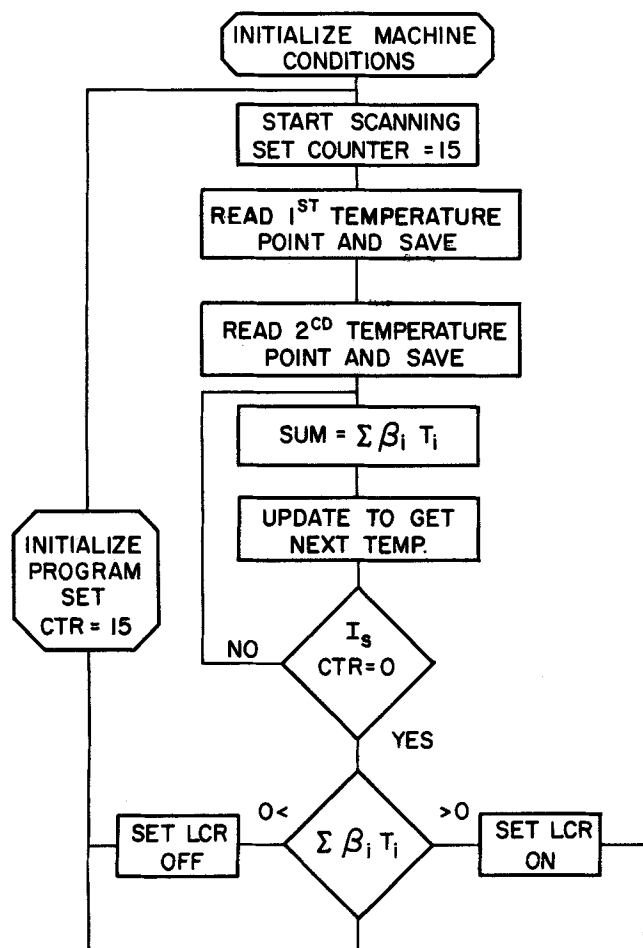 INITIALIZE MACHINE
CONDITIONS
START SCANNING
SET COUNTER = 15
READ 1ST TEMPERATURE
POINT AND SAVE
READ 2CD TEMPERATURE
POINT AND SAVE
SUM = Σ βi Ti
UPDATE TO GET
NEXT TEMP.
INITIALIZE
PROGRAM
SET
CTR = 15
Is
CTR=0
NO
YES
0<
>0
SET LCR
OFF
Σ βi Ti
SET LCR
ON